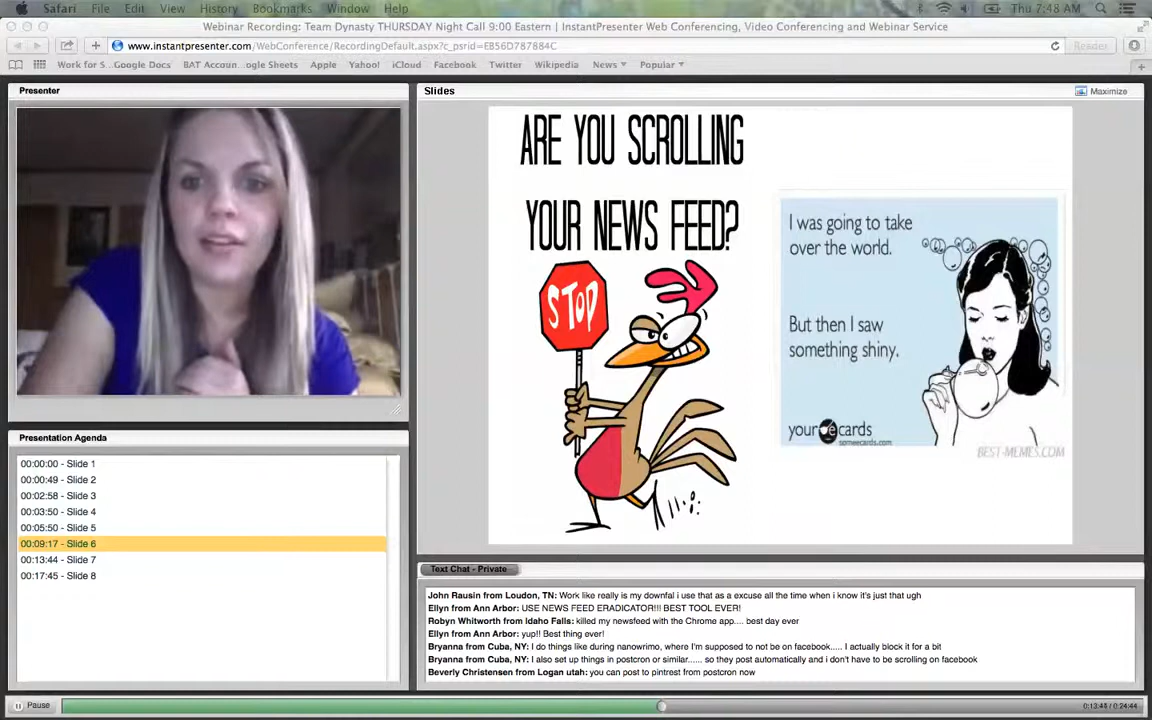 Safari File Edit View History Bookmarks Window Help Thu 7:48 AM
Webinar Recording: Team Dynasty THURSDAY Night Call 9:00 Eastern | InstantPresenter Web Conferencing, Video Conferencing and Webinar Service
www.instantpresenter.com/WebConference/RecordingDefault.aspx?c_psrid=EB56D787884C Reader
Work for S...Google Docs BAT Accoun...ogle Sheets Apple Yahoo! iCloud Facebook Twitter Wikipedia News Popular
Presenter
Slides
Maximize
ARE YOU SCROLLING
YOUR NEWS FEED?
STOP
I was going to take
over the world.
But then I saw
something shiny.
your e cards
someecards.com
BEST-MEMES.COM
Presentation Agenda
00:00:00 - Slide 1
00:00:49 - Slide 2
00:02:58 - Slide 3
00:03:50 - Slide 4
00:05:50 - Slide 5
00:09:17 - Slide 6
00:13:44 - Slide 7
00:17:45 - Slide 8
Text Chat - Private
John Rausin from Loudon, TN: Work like really is my downfal i use that as a excuse all the time when i know it's just that ugh
Ellyn from Ann Arbor: USE NEWS FEED ERADICATOR!!! BEST TOOL EVER!
Robyn Whitworth from Idaho Falls: killed my newsfeed with the Chrome app.... best day ever
Ellyn from Ann Arbor: yup!! Best thing ever!
Bryanna from Cuba, NY: I do things like during nanowrimo, where I'm supposed to not be on facebook..... I actually block it for a bit
Bryanna from Cuba, NY: I also set up things in postcron or similar...... so they post automatically and i don't have to be scrolling on facebook
Beverly Christensen from Logan utah: you can post to pintrest from postcron now
Pause
0:13:43 / 0:24:44